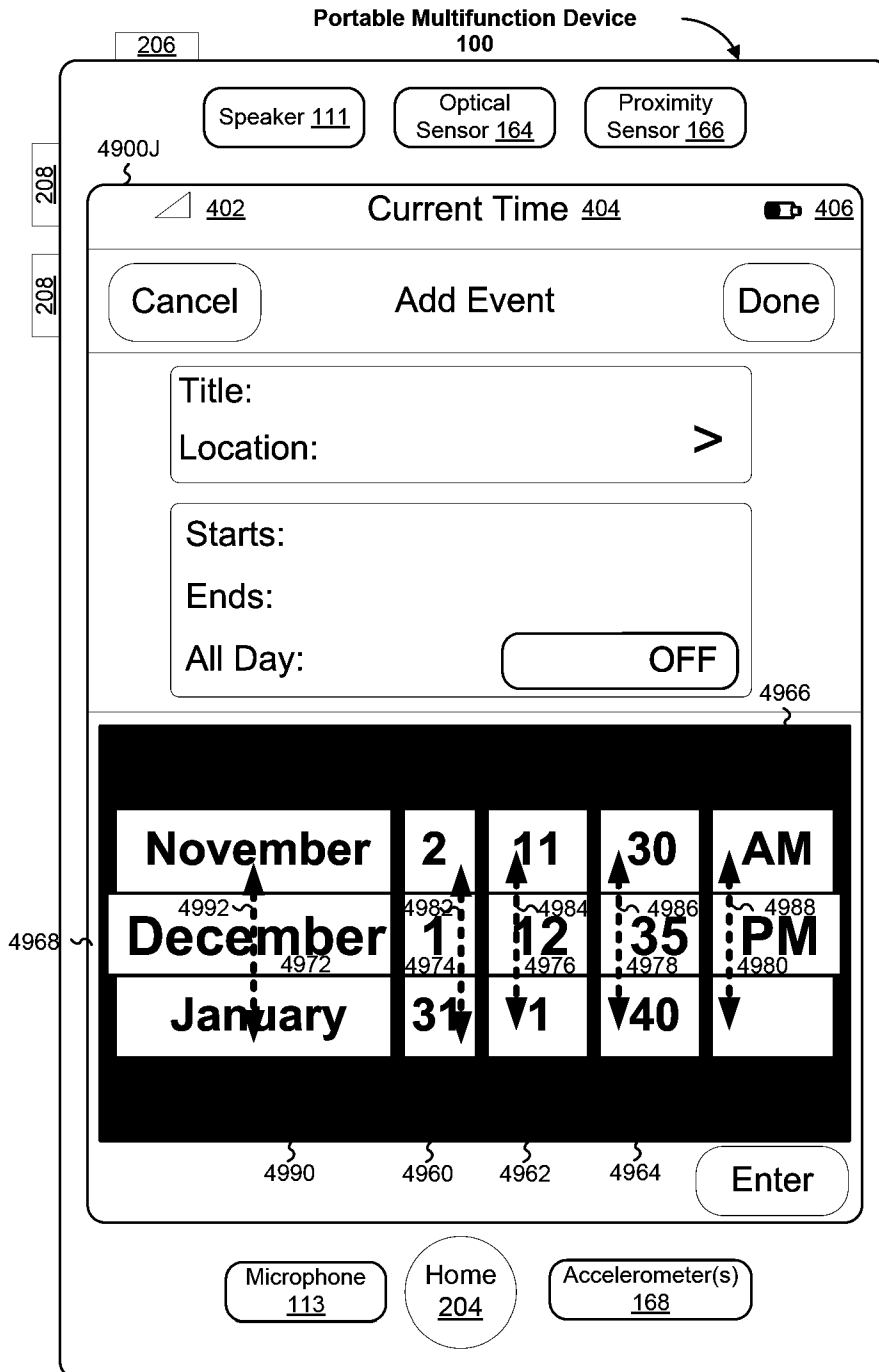 Portable Multifunction Device
100
206
Speaker 111
Optical Sensor 164
Proximity Sensor 166
4900J
208
402
Current Time 404
406
208
Cancel
Add Event
Done
Title:
Location:
>
Starts:
Ends:
All Day:
OFF
4966
November 2 11 30 AM
4992 4982 4984 4986 4988
4968
December 1 12 35 PM
4972 4974 4976 4978 4980
January 31 1 40
4990 4960 4962 4964
Enter
Microphone 113
Home 204
Accelerometer(s) 168